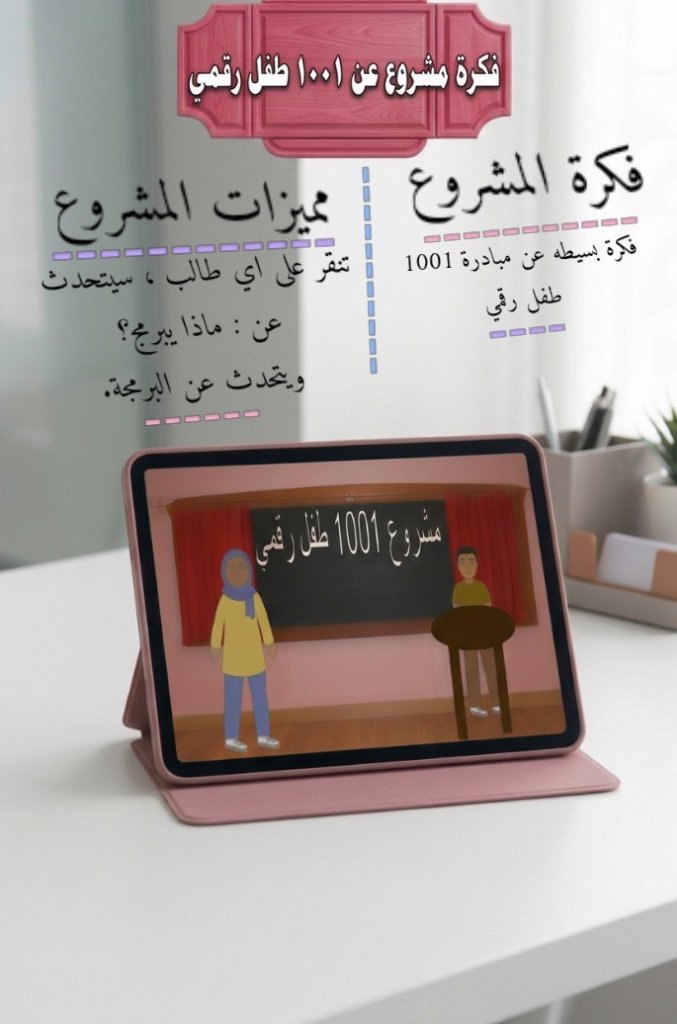 فكرة مشروع عن ١٠٠١ طفل رقمي
فكرة المشروع
فكرة بسيطه عن مبادرة 1001
طفل رقمي
مميزات المشروع
تنقر على اي طالب ، سيتحدث
عن : ماذا يبرمج؟
ويتحدث عن البرمجة.
مشروع 1001 طفل رقمي